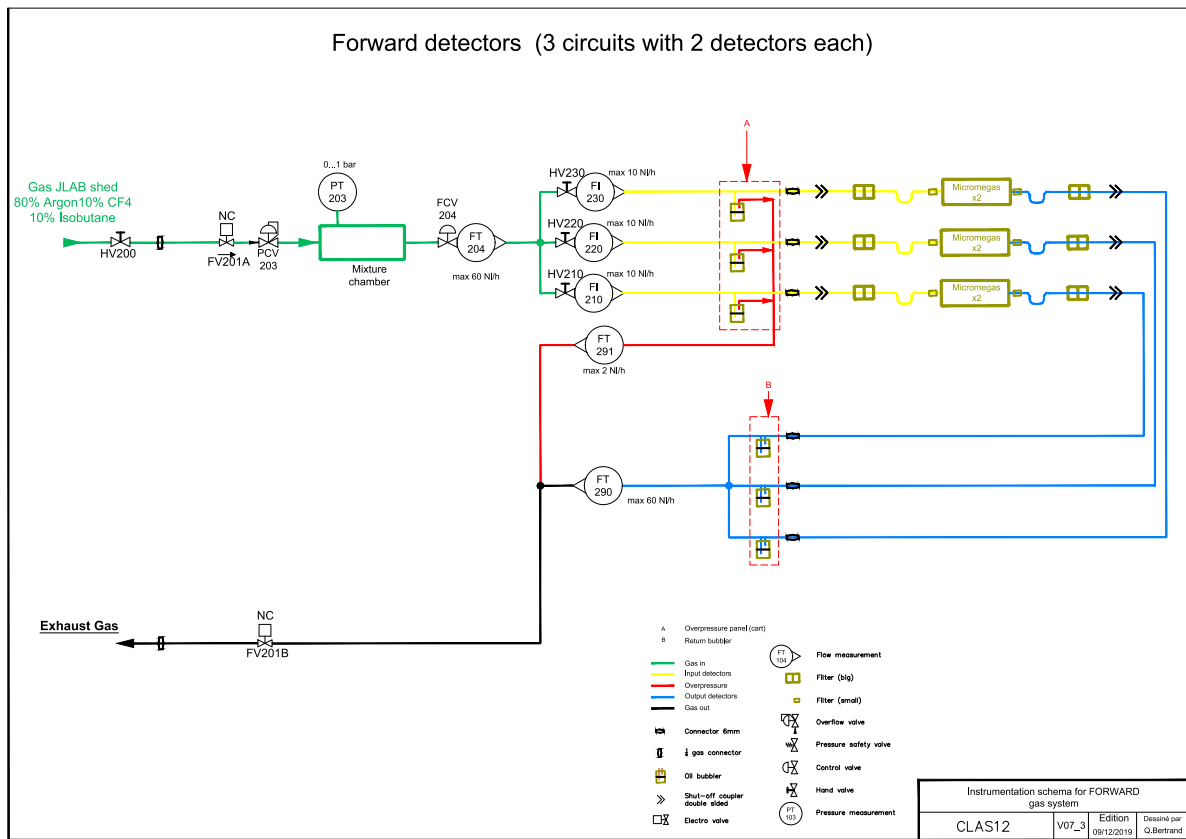 Forward detectors (3 circuits with 2 detectors each)
A
0...1 bar
PT
203
Gas JLAB shed
80% Argon10% CF4
10% Isobutane
HV200
NC
FV201A
PCV
203
Mixture
chamber
FCV
204
FT
204
max 60 Nl/h
HV230
FI
230
max 10 Nl/h
HV220
FI
220
max 10 Nl/h
HV210
FI
210
max 10 Nl/h
Micromegas
x2
Micromegas
x2
Micromegas
x2
FT
291
max 2 Nl/h
B
FT
290
max 60 Nl/h
Exhaust Gas
NC
FV201B
A Overpressure panel (cart)
B Return bubbler
Gas in
Input detectors
Overpressure
Output detectors
Gas out
Connector 6mm
gas connector
Oil bubbler
Shut-off coupler
double sided
Electro valve
FT
104
Flow measurement
Filter (big)
Filter (small)
Overflow valve
Pressure safety valve
Control valve
Hand valve
PT
103
Pressure measurement
Instrumentation schema for FORWARD
gas system
CLAS12
V07_3
Edition
09/12/2019
Dessiné par
Q.Bertrand